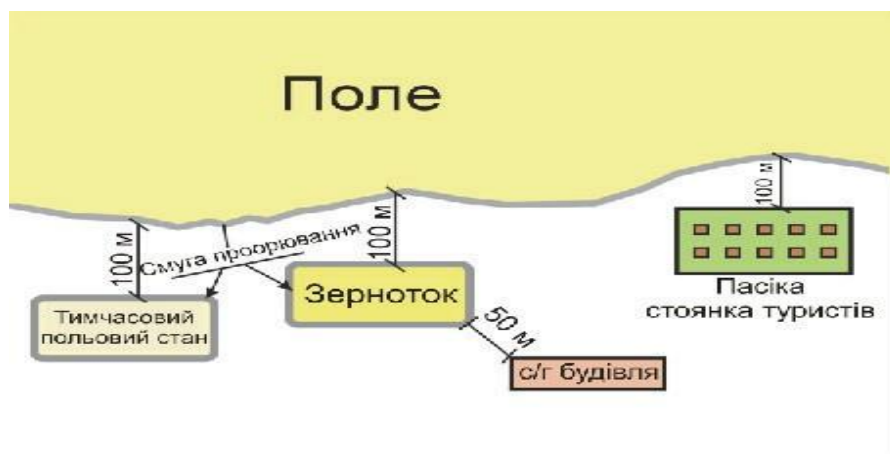 Поле
100 м
100 м
100 м
Смуга проорювання
Зерноток
Тимчасовий
польовий стан
50 м
с/г будівля
Пасіка
стоянка туристів